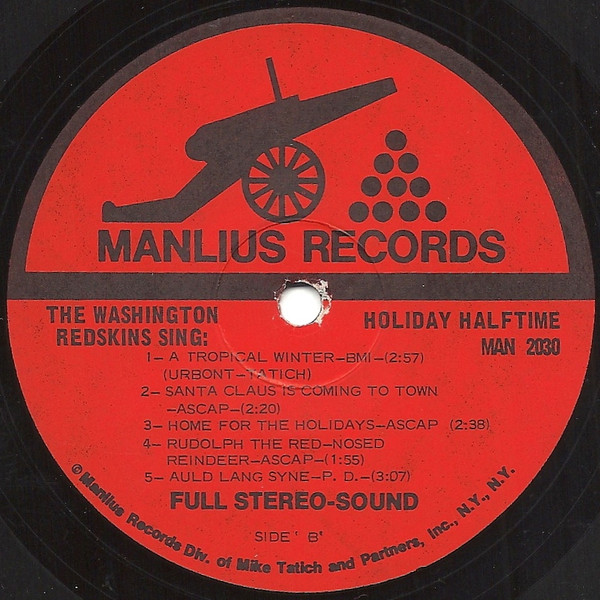 MANLIUS RECORDS
THE WASHINGTON
REDSKINS SING:
HOLIDAY HALFTIME
MAN 2030
1– A TROPICAL WINTER–BMI–(2:57)
(URBONT–TATICH)
2– SANTA CLAUS IS COMING TO TOWN
–ASCAP–(2:20)
3– HOME FOR THE HOLIDAYS–ASCAP (2:38)
4– RUDOLPH THE RED–NOSED
REINDEER–ASCAP–(1:55)
5– AULD LANG SYNE–P. D.–(3:07)
FULL STEREO-SOUND
SIDE ' B'
© Manlius Records Div. of Mike Tatich and Partners, Inc., N.Y., N.Y.